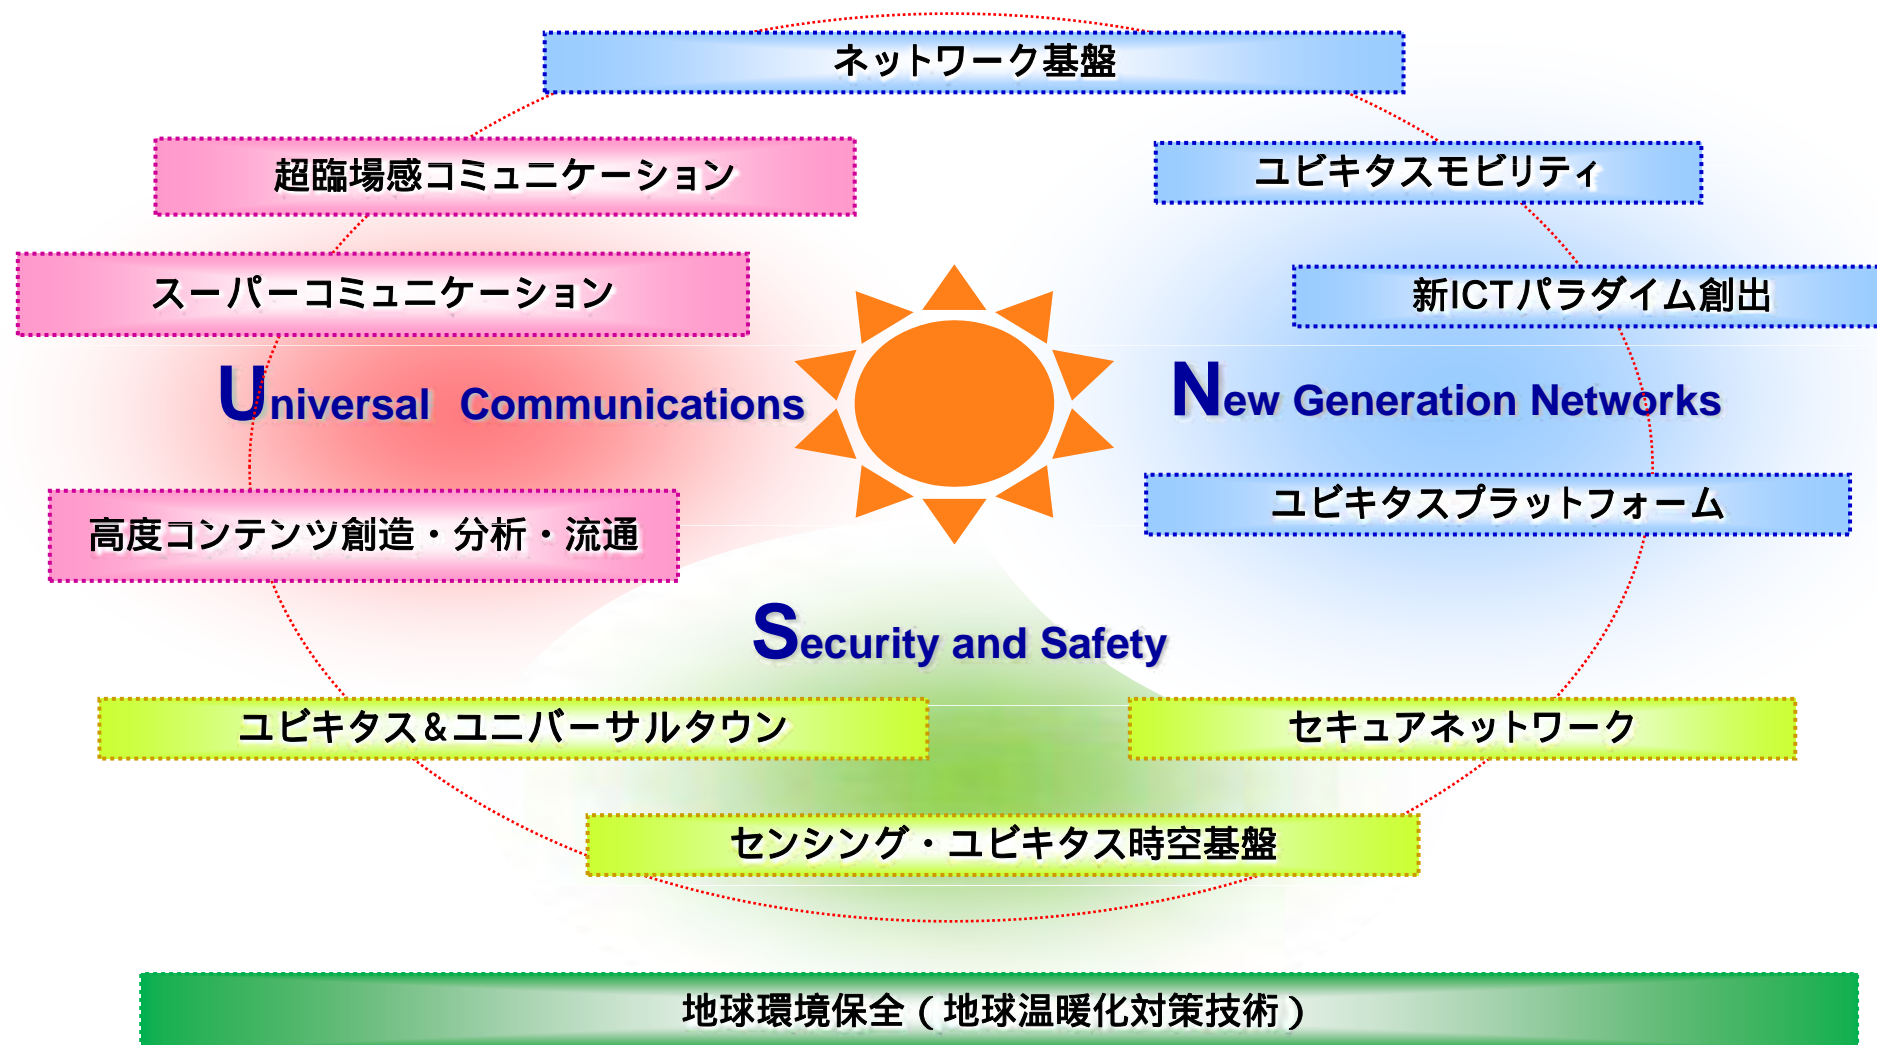 ネットワーク基盤
超臨場感コミュニケーション
ユビキタスモビリティ
スーパーコミュニケーション
新ICTパラダイム創出
Universal Communications
New Generation Networks
高度コンテンツ創造・分析・流通
ユビキタスプラットフォーム
Security and Safety
ユビキタス&ユニバーサルタウン
セキュアネットワーク
センシング・ユビキタス時空基盤
地球環境保全(地球温暖化対策技術)